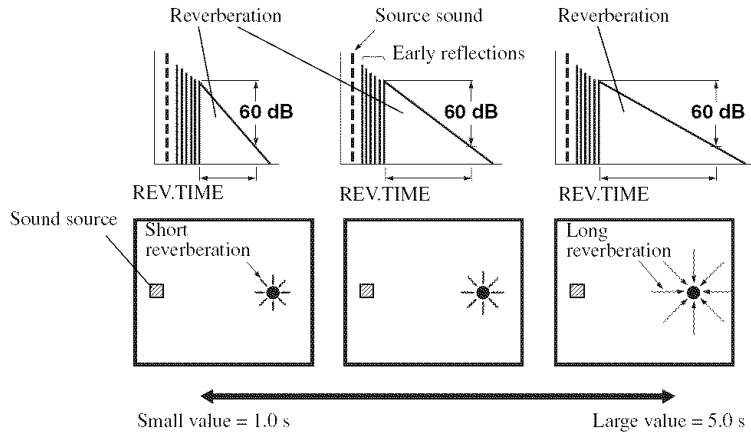 Reverberation
Source sound
Reverberation
Early reflections
60 dB
60 dB
60 dB
REV.TIME
REV.TIME
REV.TIME
Sound source
Short
reverberation
Long
reverberation
Small value = 1.0 s
Large value = 5.0 s